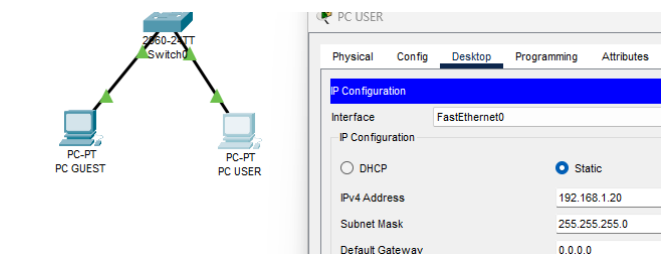 2960-24TT
Switch0
PC-PT
PC GUEST
PC-PT
PC USER
PC USER
Physical Config Desktop Programming Attributes
IP Configuration
Interface FastEthernet0
IP Configuration
DHCP Static
IPv4 Address 192.168.1.20
Subnet Mask 255.255.255.0
Default Gateway 0.0.0.0